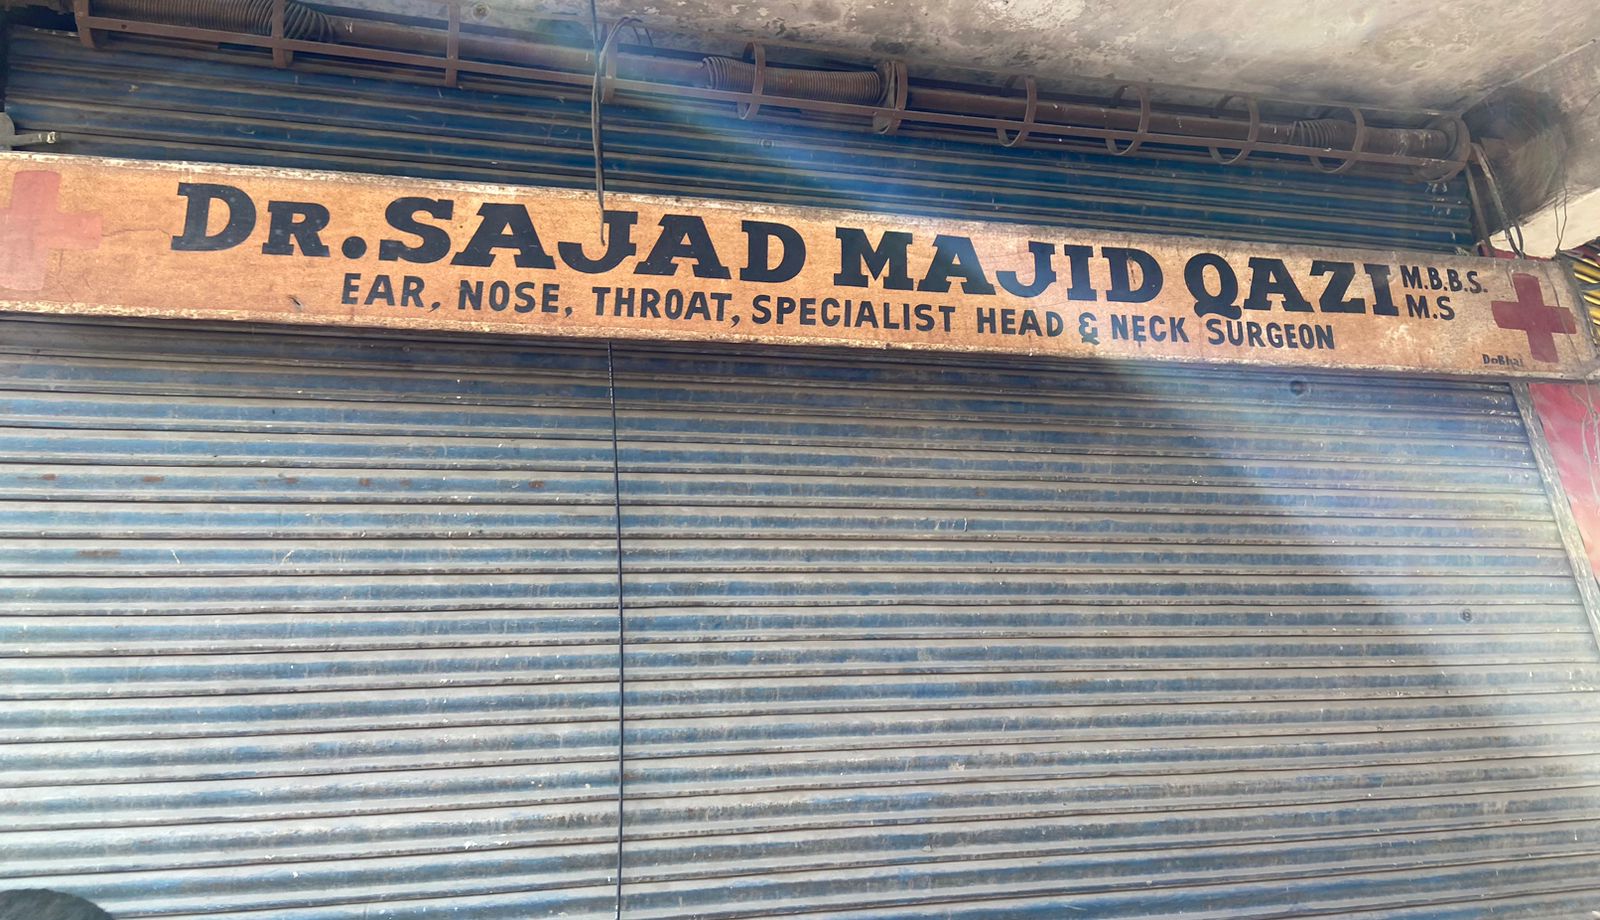 DR. SAJAD MAJID QAZI M.B.B.S. M.S
EAR, NOSE, THROAT, SPECIALIST HEAD & NECK SURGEON